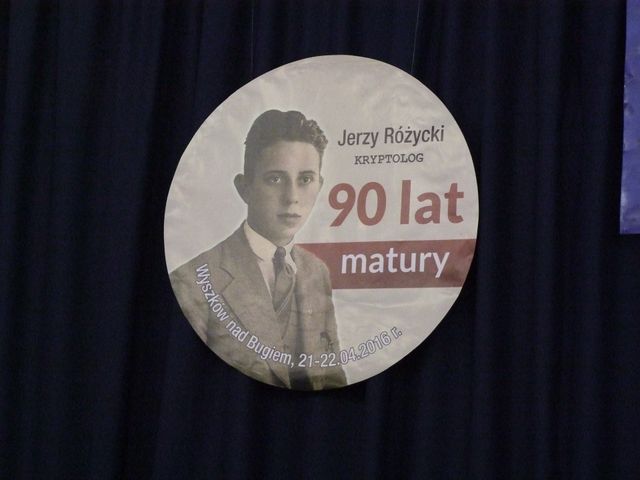 Jerzy Różycki
KRYPTOLOG
90 lat
matury
Wyszków nad Bugiem, 21-22.04.2016 r.